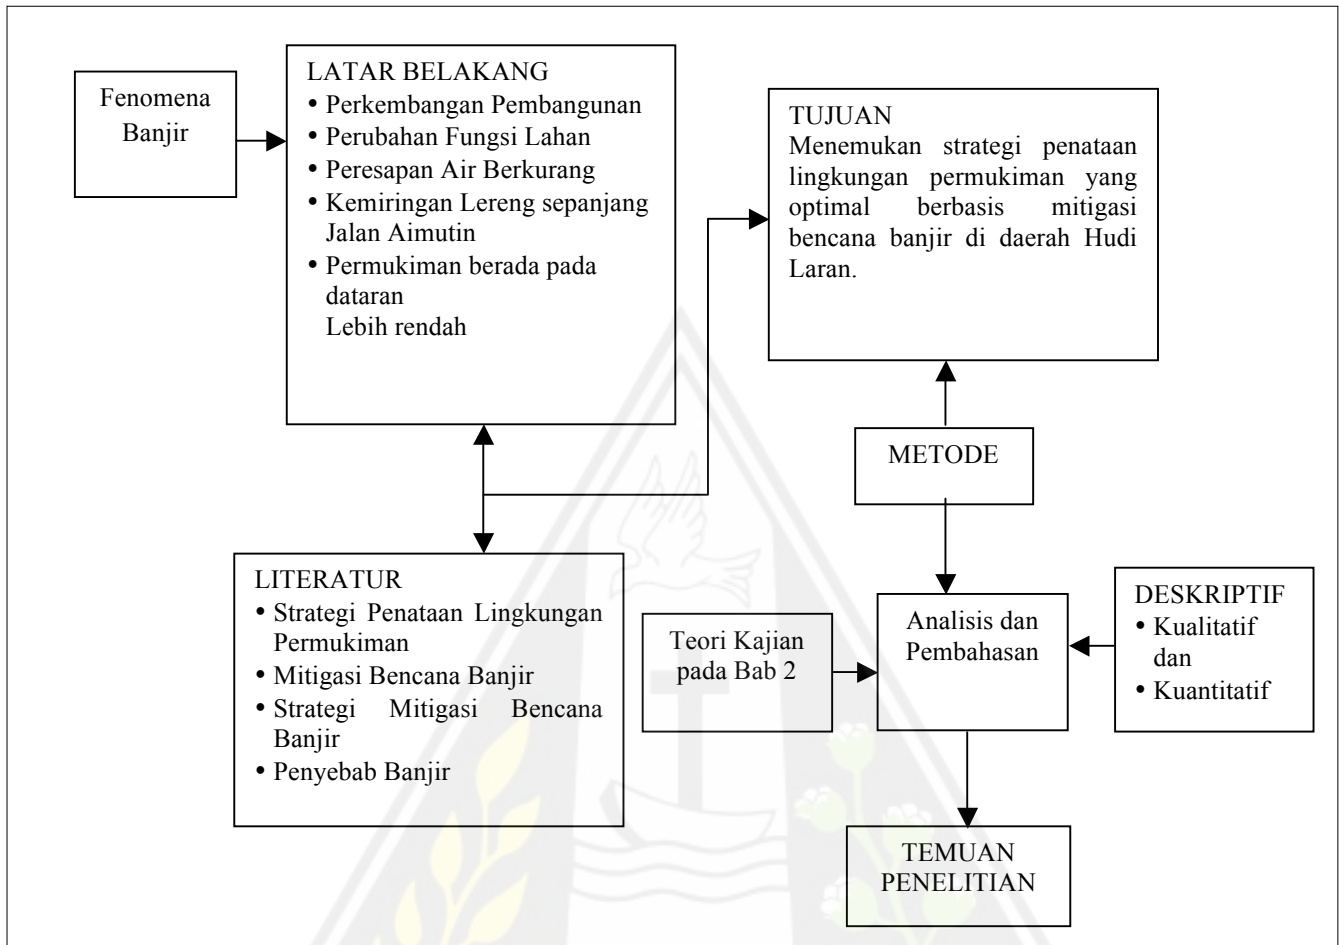 Fenomena
Banjir
LATAR BELAKANG
• Perkembangan Pembangunan
• Perubahan Fungsi Lahan
• Peresapan Air Berkurang
• Kemiringan Lereng sepanjang
Jalan Aimutin
• Permukiman berada pada
dataran
Lebih rendah
TUJUAN
Menemukan strategi penataan
lingkungan permukiman yang
optimal berbasis mitigasi
bencana banjir di daerah Hudi
Laran.
METODE
LITERATUR
• Strategi Penataan Lingkungan
Permukiman
• Mitigasi Bencana Banjir
• Strategi Mitigasi Bencana
Banjir
• Penyebab Banjir
Teori Kajian
pada Bab 2
Analisis dan
Pembahasan
DESKRIPTIF
• Kualitatif
dan
• Kuantitatif
TEMUAN
PENELITIAN